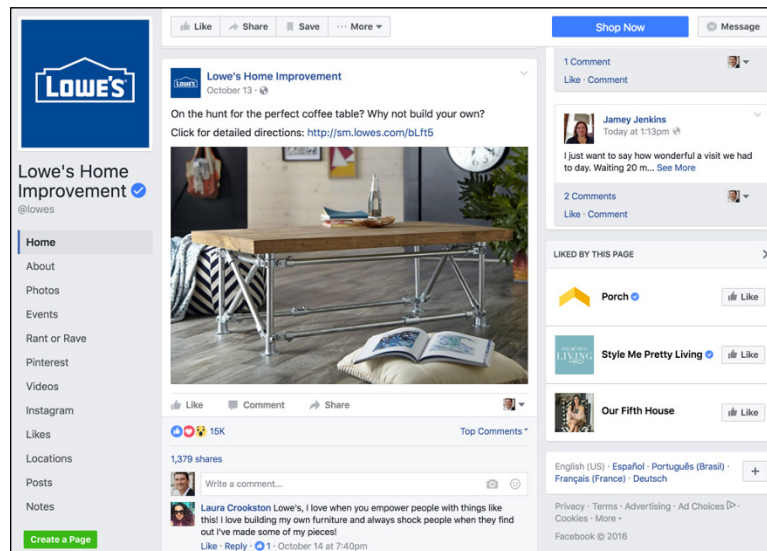 LOWE'S
Lowe's Home
Improvement
@lowes
Home
About
Photos
Events
Rant or Rave
Pinterest
Videos
Instagram
Likes
Locations
Posts
Notes
Create a Page
Like Share Save ··· More
Shop Now
Message
LOWE'S
Lowe's Home Improvement
October 13 ·
On the hunt for the perfect coffee table? Why not build your own?
Click for detailed directions: http://sm.lowes.com/bLft5
Like Comment Share
15K
Top Comments
1,379 shares
Write a comment...
Laura Crookston Lowe's, I love when you empower people with things like
this! I love building my own furniture and always shock people when they find
out I've made some of my pieces!
Like · Reply · 1 · October 14 at 7:40pm
1 Comment
Like · Comment
Jamey Jenkins
Today at 1:13pm
I just want to say how wonderful a visit we had
to day. Waiting 20 m... See More
2 Comments
Like · Comment
LIKED BY THIS PAGE
Porch
Like
LIVING
Style Me Pretty Living
Like
Our Fifth House
Like
English (US) · Español · Português (Brasil) ·
Français (France) · Deutsch
Privacy · Terms · Advertising · Ad Choices ·
Cookies · More
Facebook © 2016